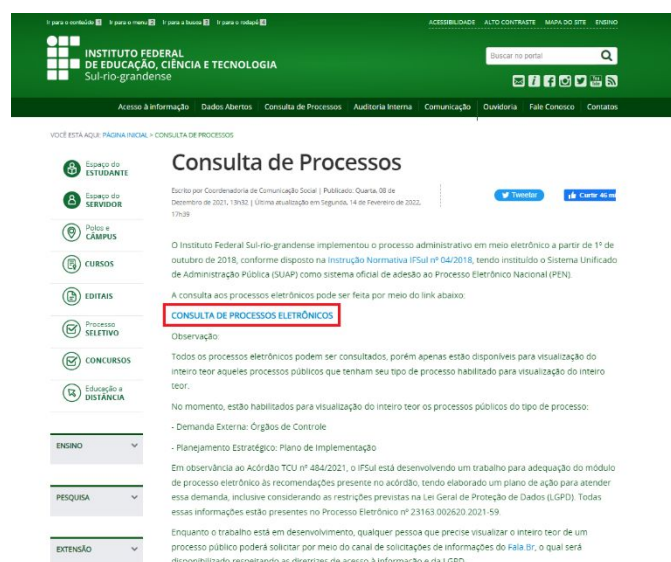 Ir para o conteúdo 1 Ir para o menu 2 Ir para a busca 3 Ir para o rodapé 4
ACESSIBILIDADE ALTO CONTRASTE MAPA DO SITE ENSINO
INSTITUTO FEDERAL
DE EDUCAÇÃO, CIÊNCIA E TECNOLOGIA
Sul-rio-grandense
Buscar no portal
Acesso à informação Dados Abertos Consulta de Processos Auditoria Interna Comunicação Ouvidoria Fale Conosco Contatos
VOCÊ ESTÁ AQUI: PÁGINA INICIAL > CONSULTA DE PROCESSOS
Espaço do
ESTUDANTE
Espaço do
SERVIDOR
Polos e
CÂMPUS
CURSOS
EDITAIS
Processo
SELETIVO
CONCURSOS
Educação a
DISTÂNCIA
ENSINO
PESQUISA
EXTENSÃO
Consulta de Processos
Escrito por Coordenadoria de Comunicação Social | Publicado: Quarta, 08 de
Dezembro de 2021, 13h32 | Última atualização em Segunda, 14 de Fevereiro de 2022,
17h39
Tweetar
Curtir 46 mi
O Instituto Federal Sul-rio-grandense implementou o processo administrativo em meio eletrônico a partir de 1º de
outubro de 2018, conforme disposto na Instrução Normativa IFSul nº 04/2018, tendo instituído o Sistema Unificado
de Administração Pública (SUAP) como sistema oficial de adesão ao Processo Eletrônico Nacional (PEN).
A consulta aos processos eletrônicos pode ser feita por meio do link abaixo:
CONSULTA DE PROCESSOS ELETRÔNICOS
Observação:
Todos os processos eletrônicos podem ser consultados, porém apenas estão disponíveis para visualização do
inteiro teor aqueles processos públicos que tenham seu tipo de processo habilitado para visualização do inteiro
teor.
No momento, estão habilitados para visualização do inteiro teor os processos públicos do tipo de processo:
- Demanda Externa: Órgãos de Controle
- Planejamento Estratégico: Plano de Implementação
Em observância ao Acórdão TCU nº 484/2021, o IFSul está desenvolvendo um trabalho para adequação do módulo
de processo eletrônico às recomendações presente no acórdão, tendo elaborado um plano de ação para atender
essa demanda, inclusive considerando as restrições previstas na Lei Geral de Proteção de Dados (LGPD). Todas
essas informações estão presentes no Processo Eletrônico nº 23163.002620.2021-59.
Enquanto o trabalho está em desenvolvimento, qualquer pessoa que precise visualizar o inteiro teor de um
processo público poderá solicitar por meio do canal de solicitações de informações do Fala.Br, o qual será
disponibilizado respeitando as diretrizes de acesso à informação e da LGPD.